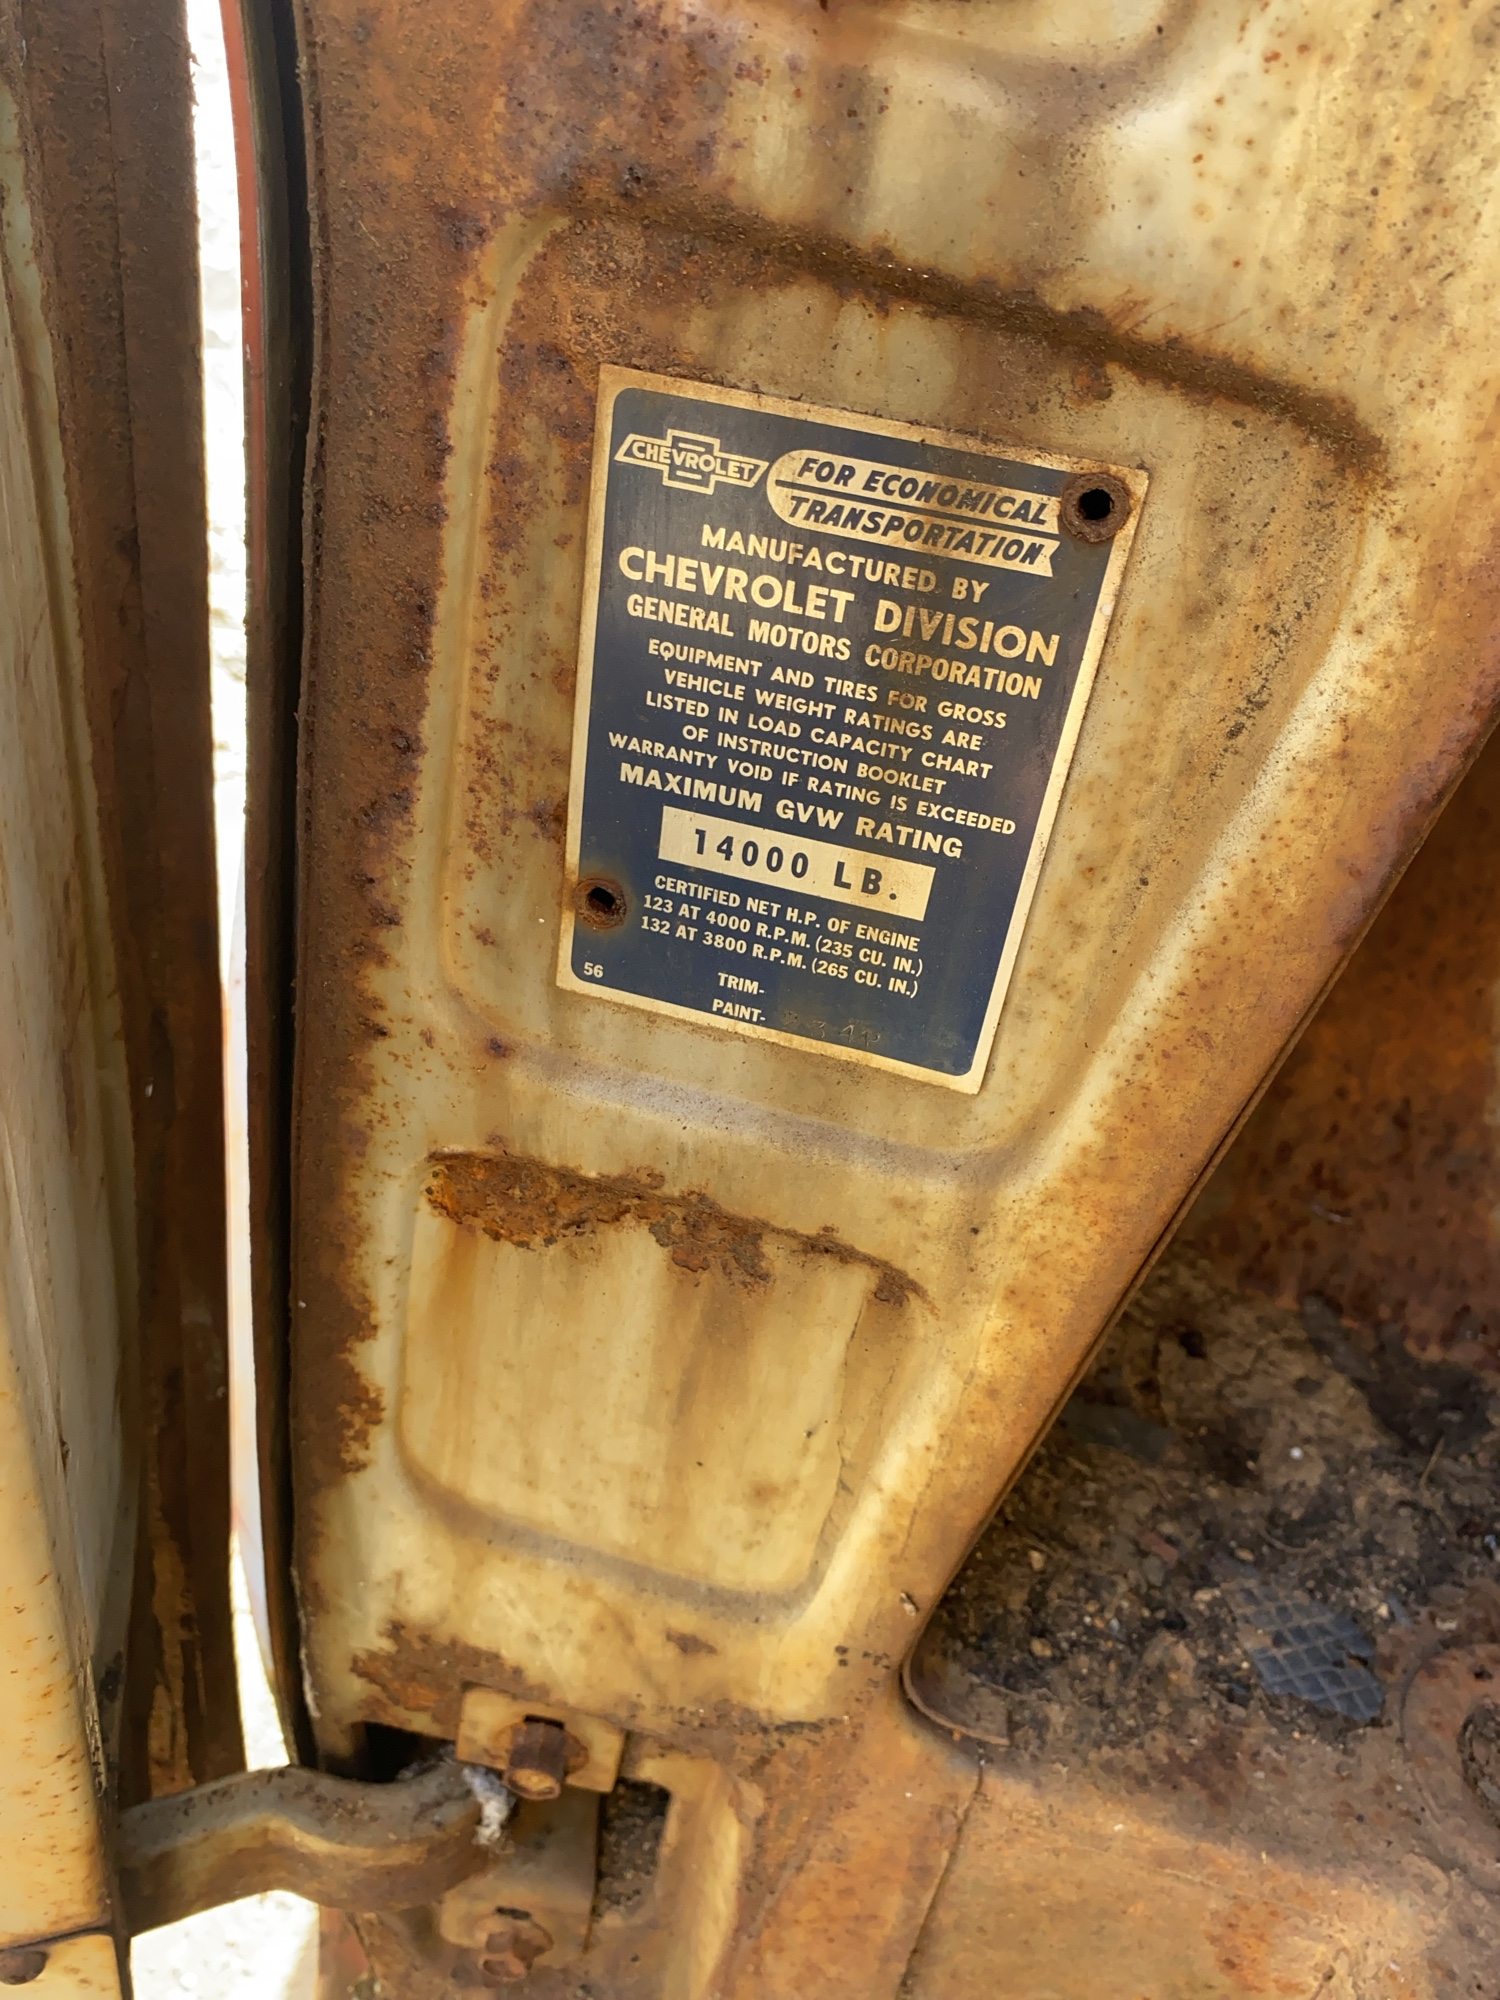 CHEVROLET
FOR ECONOMICAL
TRANSPORTATION
MANUFACTURED BY
CHEVROLET DIVISION
GENERAL MOTORS CORPORATION
EQUIPMENT AND TIRES FOR GROSS
VEHICLE WEIGHT RATINGS ARE
LISTED IN LOAD CAPACITY CHART
OF INSTRUCTION BOOKLET
WARRANTY VOID IF RATING IS EXCEEDED
MAXIMUM GVW RATING
14000 LB.
CERTIFIED NET H.P. OF ENGINE
123 AT 4000 R.P.M. (235 CU. IN.)
132 AT 3800 R.P.M. (265 CU. IN.)
56
TRIM-
PAINT-